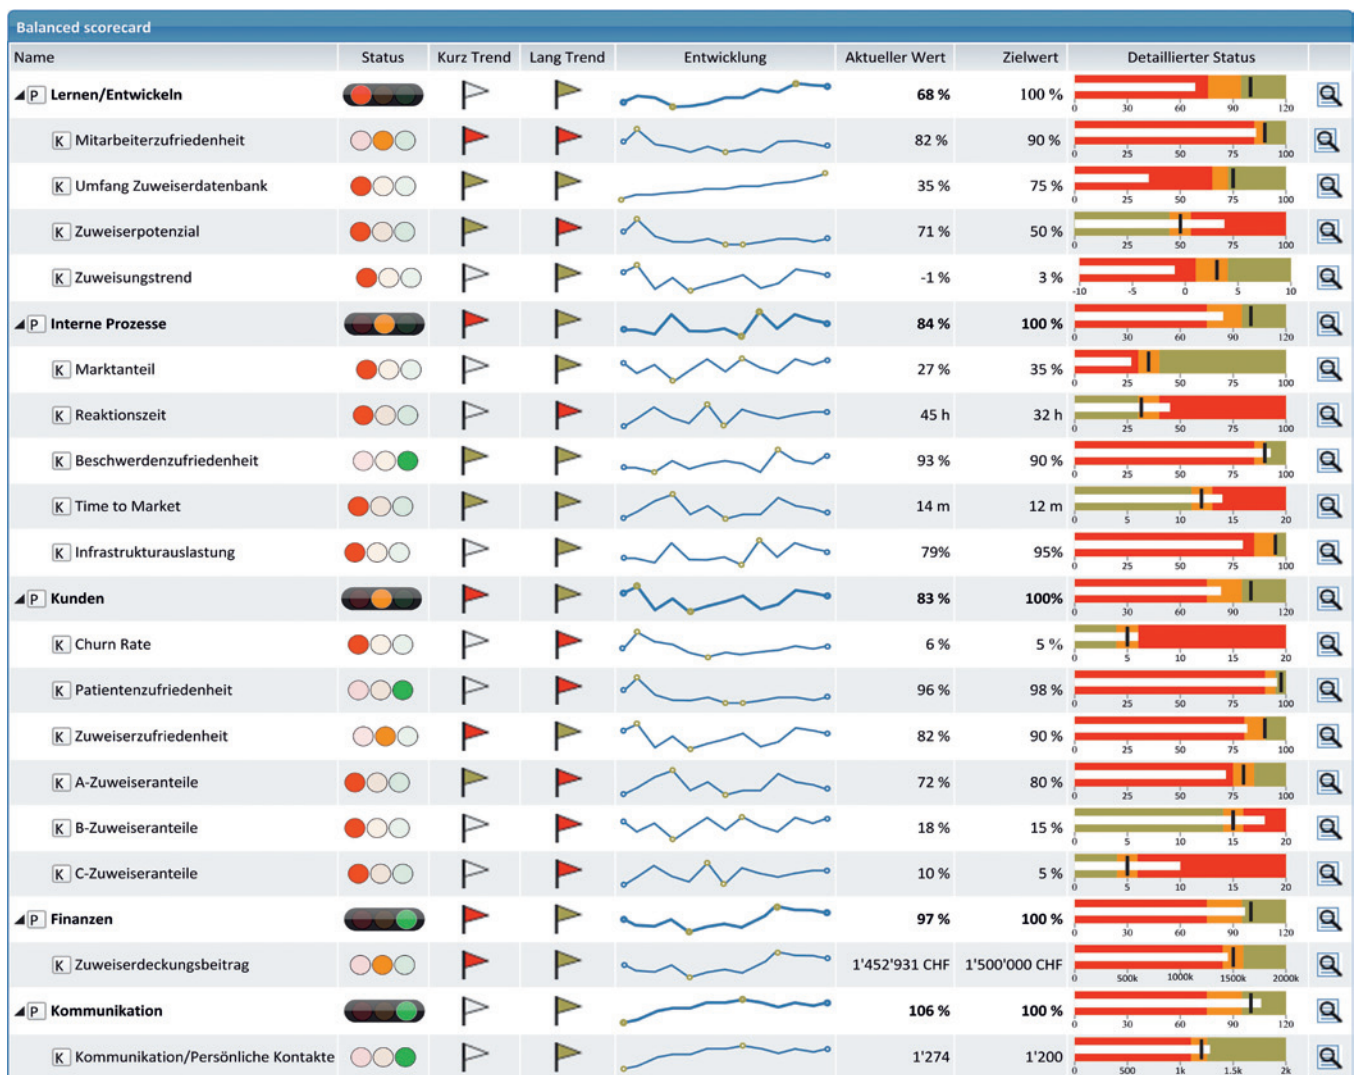 Balanced scorecard
Name Status Kurz Trend Lang Trend Entwicklung Aktueller Wert Zielwert Detaillierter Status
P Lernen/Entwickeln 68 % 100 % 0 30 60 90 120
K Mitarbeiterzufriedenheit 82 % 90 % 0 25 50 75 100
K Umfang Zuweiserdatenbank 35 % 75 % 0 25 50 75 100
K Zuweiserpotenzial 71 % 50 % 0 25 50 75 100
K Zuweisungstrend -1 % 3 % -10 -5 0 5 10
P Interne Prozesse 84 % 100 % 0 30 60 90 120
K Marktanteil 27 % 35 % 0 25 50 75 100
K Reaktionszeit 45 h 32 h 0 25 50 75 100
K Beschwerdenzufriedenheit 93 % 90 % 0 25 50 75 100
K Time to Market 14 m 12 m 0 5 10 15 20
K Infrastrukturauslastung 79% 95% 0 25 50 75 100
P Kunden 83 % 100% 0 30 60 90 120
K Churn Rate 6 % 5 % 0 5 10 15 20
K Patientenzufriedenheit 96 % 98 % 0 25 50 75 100
K Zuweiserzufriedenheit 82 % 90 % 0 25 50 75 100
K A-Zuweiseranteile 72 % 80 % 0 25 50 75 100
K B-Zuweiseranteile 18 % 15 % 0 5 10 15 20
K C-Zuweiseranteile 10 % 5 % 0 5 10 15 20
P Finanzen 97 % 100 % 0 30 60 90 120
K Zuweiserdeckungsbeitrag 1'452'931 CHF 1'500'000 CHF 0 500k 1000k 1500k 2000k
P Kommunikation 106 % 100 % 0 30 60 90 120
K Kommunikation/Persönliche Kontakte 1'274 1'200 0 500 1k 1.5k 2k